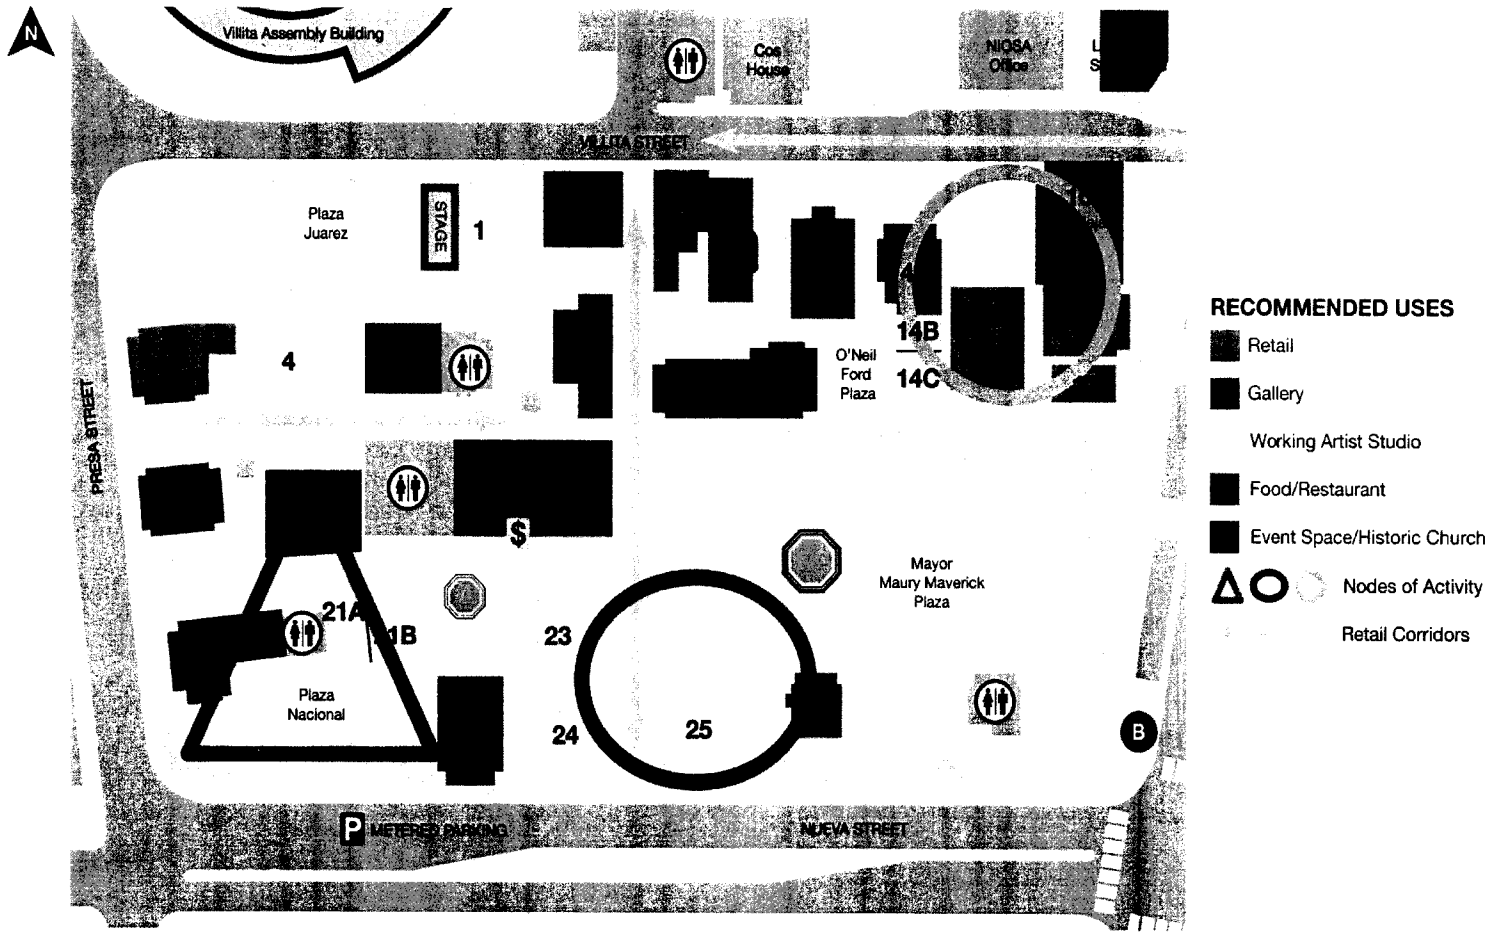 N
Villita Assembly Building
Cos
House
NIOSA
Office
L
S
VILLITA STREET
Plaza
Juarez
STAGE
1
14B
14C
O'Neil
Ford
Plaza
4
PRESA STREET
$
21A
1B
Plaza
Nacional
23
24
25
Mayor
Maury Maverick
Plaza
B
P METERED PARKING
NUEVA STREET
RECOMMENDED USES
Retail
Gallery
Working Artist Studio
Food/Restaurant
Event Space/Historic Church
Nodes of Activity
Retail Corridors